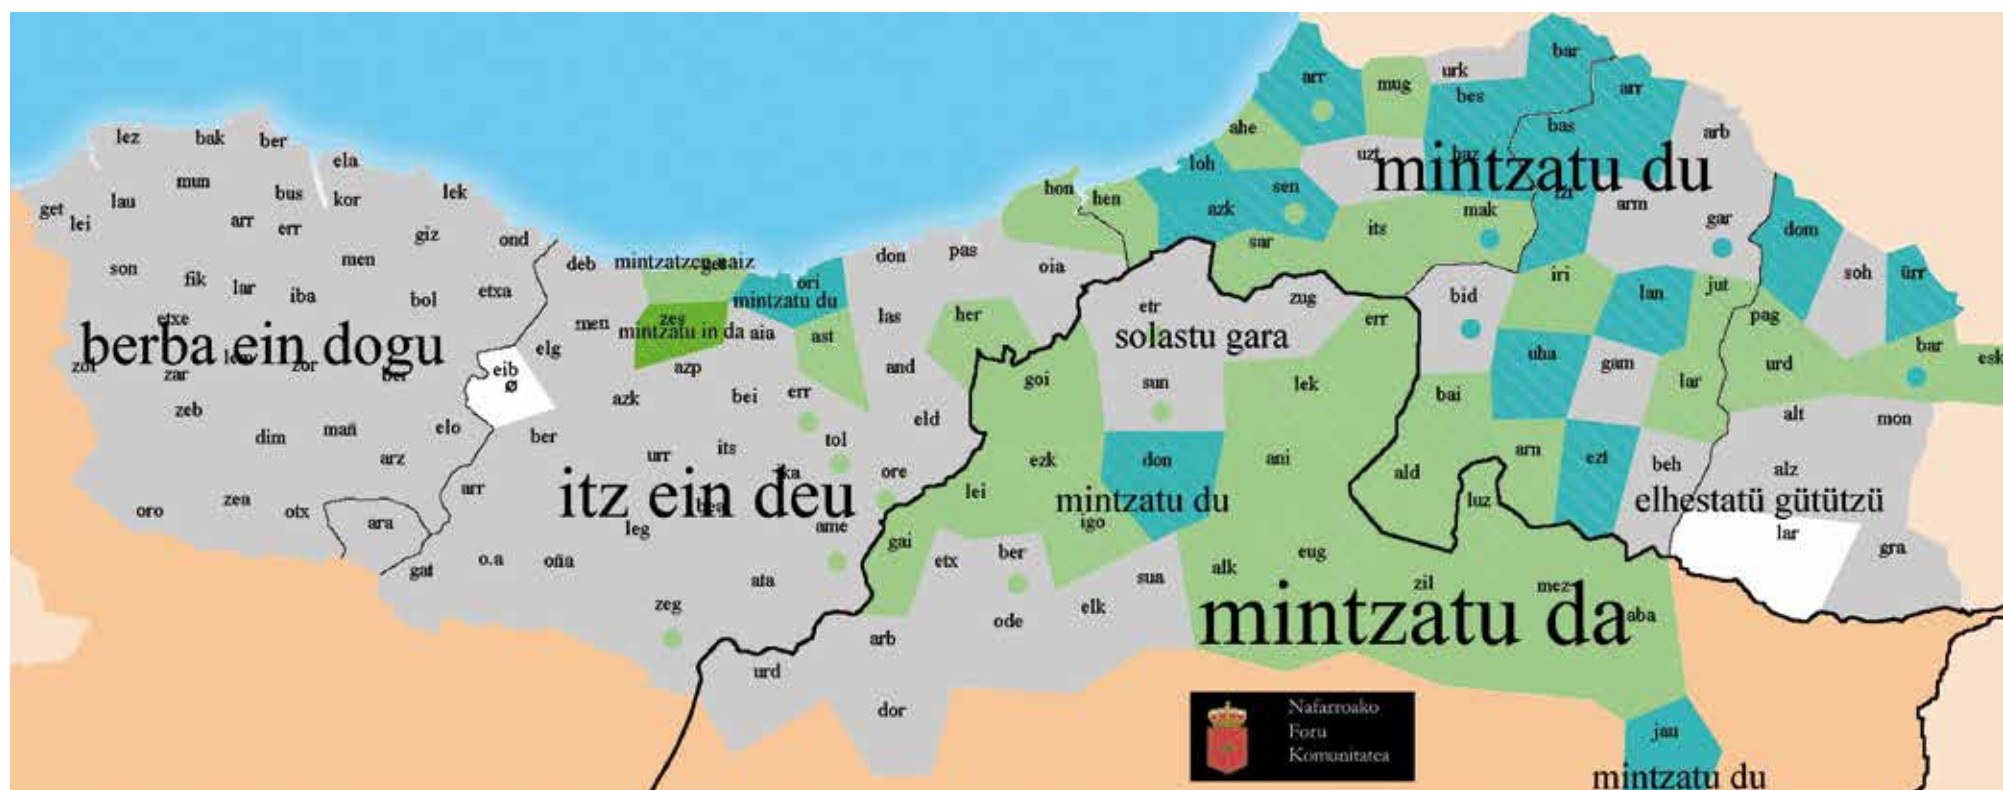 bar
arr
mug
urk
bes
arr
bas
arb
ahe
lez
bak
ber
ela
uzt
mintzatu du
loh
mun
bus
kor
lek
hon
hen
sen
azk
its
mak
arm
gar
dom
get
lei
lau
arr
err
giz
ond
sar
son
fik
lar
men
iba
bol
etxa
deb
mintzatzen naiz
ori
mintzatu du
don
pas
oia
etr
zug
bid
iri
lan
jut
soh
ürr
etxe
berba ein dogu
men
zes
mintzatu in da
aia
ast
las
her
solastu gara
err
pag
zar
zor
ber
eib
ø
elg
azp
and
goi
sun
lek
uha
gam
lar
urd
bar
esk
zeb
dim
mañ
elo
arz
ber
azk
bei
err
eld
bai
alt
mon
urr
its
tol
ore
ezk
don
ani
ald
arn
ezt
beh
alz
oro
zea
otx
ara
arr
itz ein deu
leg
ame
lei
mintzatu du
igo
luz
elhestatü gütützü
lar
gra
gat
o.a
oña
ata
gai
etx
ber
sua
alk
eug
zil
mez
zeg
ode
elk
mintzatu da
aba
arb
urd
dor
Nafarroako
Foru
Komunitatea
jau
mintzatu du